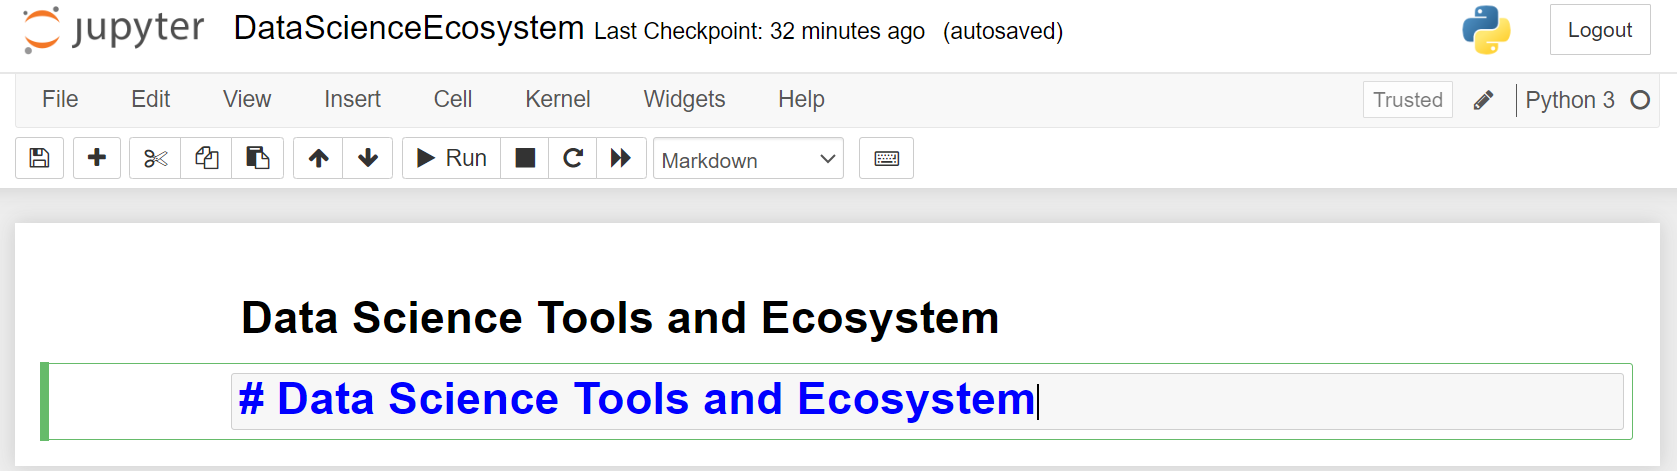 jupyter DataScienceEcosystem Last Checkpoint: 32 minutes ago (autosaved) Logout
File Edit View Insert Cell Kernel Widgets Help Trusted Python 3
Run Markdown
Data Science Tools and Ecosystem
# Data Science Tools and Ecosystem